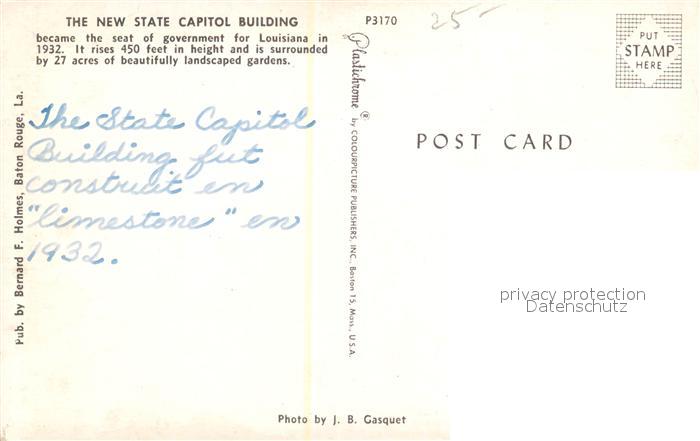 THE NEW STATE CAPITOL BUILDING
became the seat of government for Louisiana in
1932. It rises 450 feet in height and is surrounded
by 27 acres of beautifully landscaped gardens.
The State Capitol
Building fut
construit en
"limestone" en
1932.
Pub. by Bernard F. Holmes, Baton Rouge, La.
P3170
25-
Plastichrome ®
by COLOURPICTURE PUBLISHERS, INC., Boston 15, Mass., U.S.A.
PUT
STAMP
HERE
POST CARD
privacy protection
Datenschutz
Photo by J. B. Gasquet